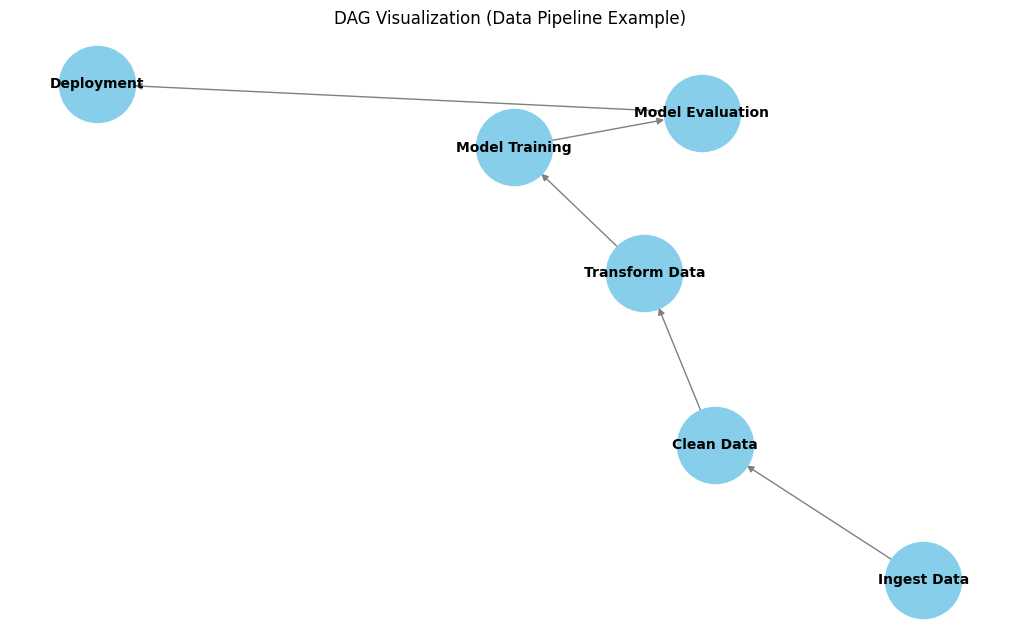 DAG Visualization (Data Pipeline Example)
Deployment
Model Evaluation
Model Training
Transform Data
Clean Data
Ingest Data